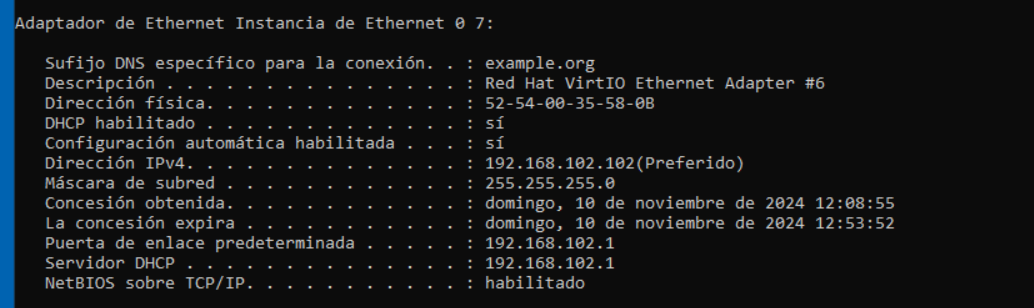 Adaptador de Ethernet Instancia de Ethernet 0 7:
Sufijo DNS específico para la conexión. . : example.org
Descripción . . . . . . . . . . . . . . . : Red Hat VirtIO Ethernet Adapter #6
Dirección física. . . . . . . . . . . . . : 52-54-00-35-58-0B
DHCP habilitado . . . . . . . . . . . . . : sí
Configuración automática habilitada . . . : sí
Dirección IPv4. . . . . . . . . . . . . . : 192.168.102.102(Preferido)
Máscara de subred . . . . . . . . . . . . : 255.255.255.0
Concesión obtenida. . . . . . . . . . . . : domingo, 10 de noviembre de 2024 12:08:55
La concesión expira . . . . . . . . . . . : domingo, 10 de noviembre de 2024 12:53:52
Puerta de enlace predeterminada . . . . . : 192.168.102.1
Servidor DHCP . . . . . . . . . . . . . . : 192.168.102.1
NetBIOS sobre TCP/IP. . . . . . . . . . . : habilitado